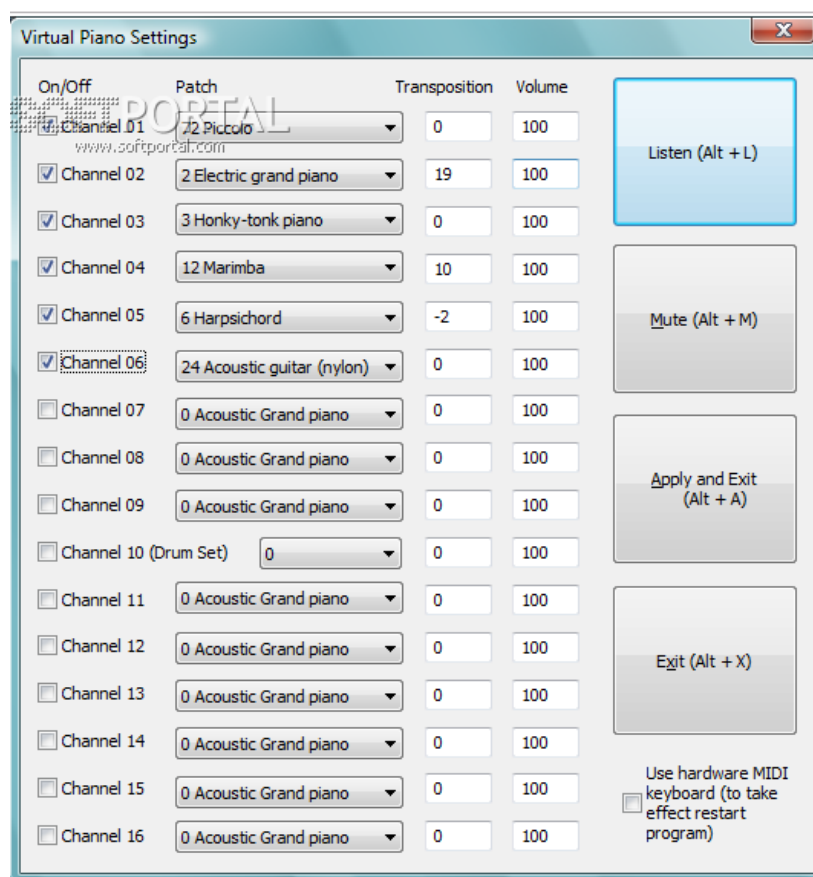 Virtual Piano Settings
On/Off Patch Transposition Volume
SOFTPORTAL
www.softportal.com
Channel 01 72 Piccolo 0 100
Channel 02 2 Electric grand piano 19 100
Channel 03 3 Honky-tonk piano 0 100
Channel 04 12 Marimba 10 100
Channel 05 6 Harpsichord -2 100
Channel 06 24 Acoustic guitar (nylon) 0 100
Channel 07 0 Acoustic Grand piano 0 100
Channel 08 0 Acoustic Grand piano 0 100
Channel 09 0 Acoustic Grand piano 0 100
Channel 10 (Drum Set) 0 0 100
Channel 11 0 Acoustic Grand piano 0 100
Channel 12 0 Acoustic Grand piano 0 100
Channel 13 0 Acoustic Grand piano 0 100
Channel 14 0 Acoustic Grand piano 0 100
Channel 15 0 Acoustic Grand piano 0 100
Channel 16 0 Acoustic Grand piano 0 100
Listen (Alt + L)
Mute (Alt + M)
Apply and Exit
(Alt + A)
Exit (Alt + X)
Use hardware MIDI
keyboard (to take
effect restart
program)